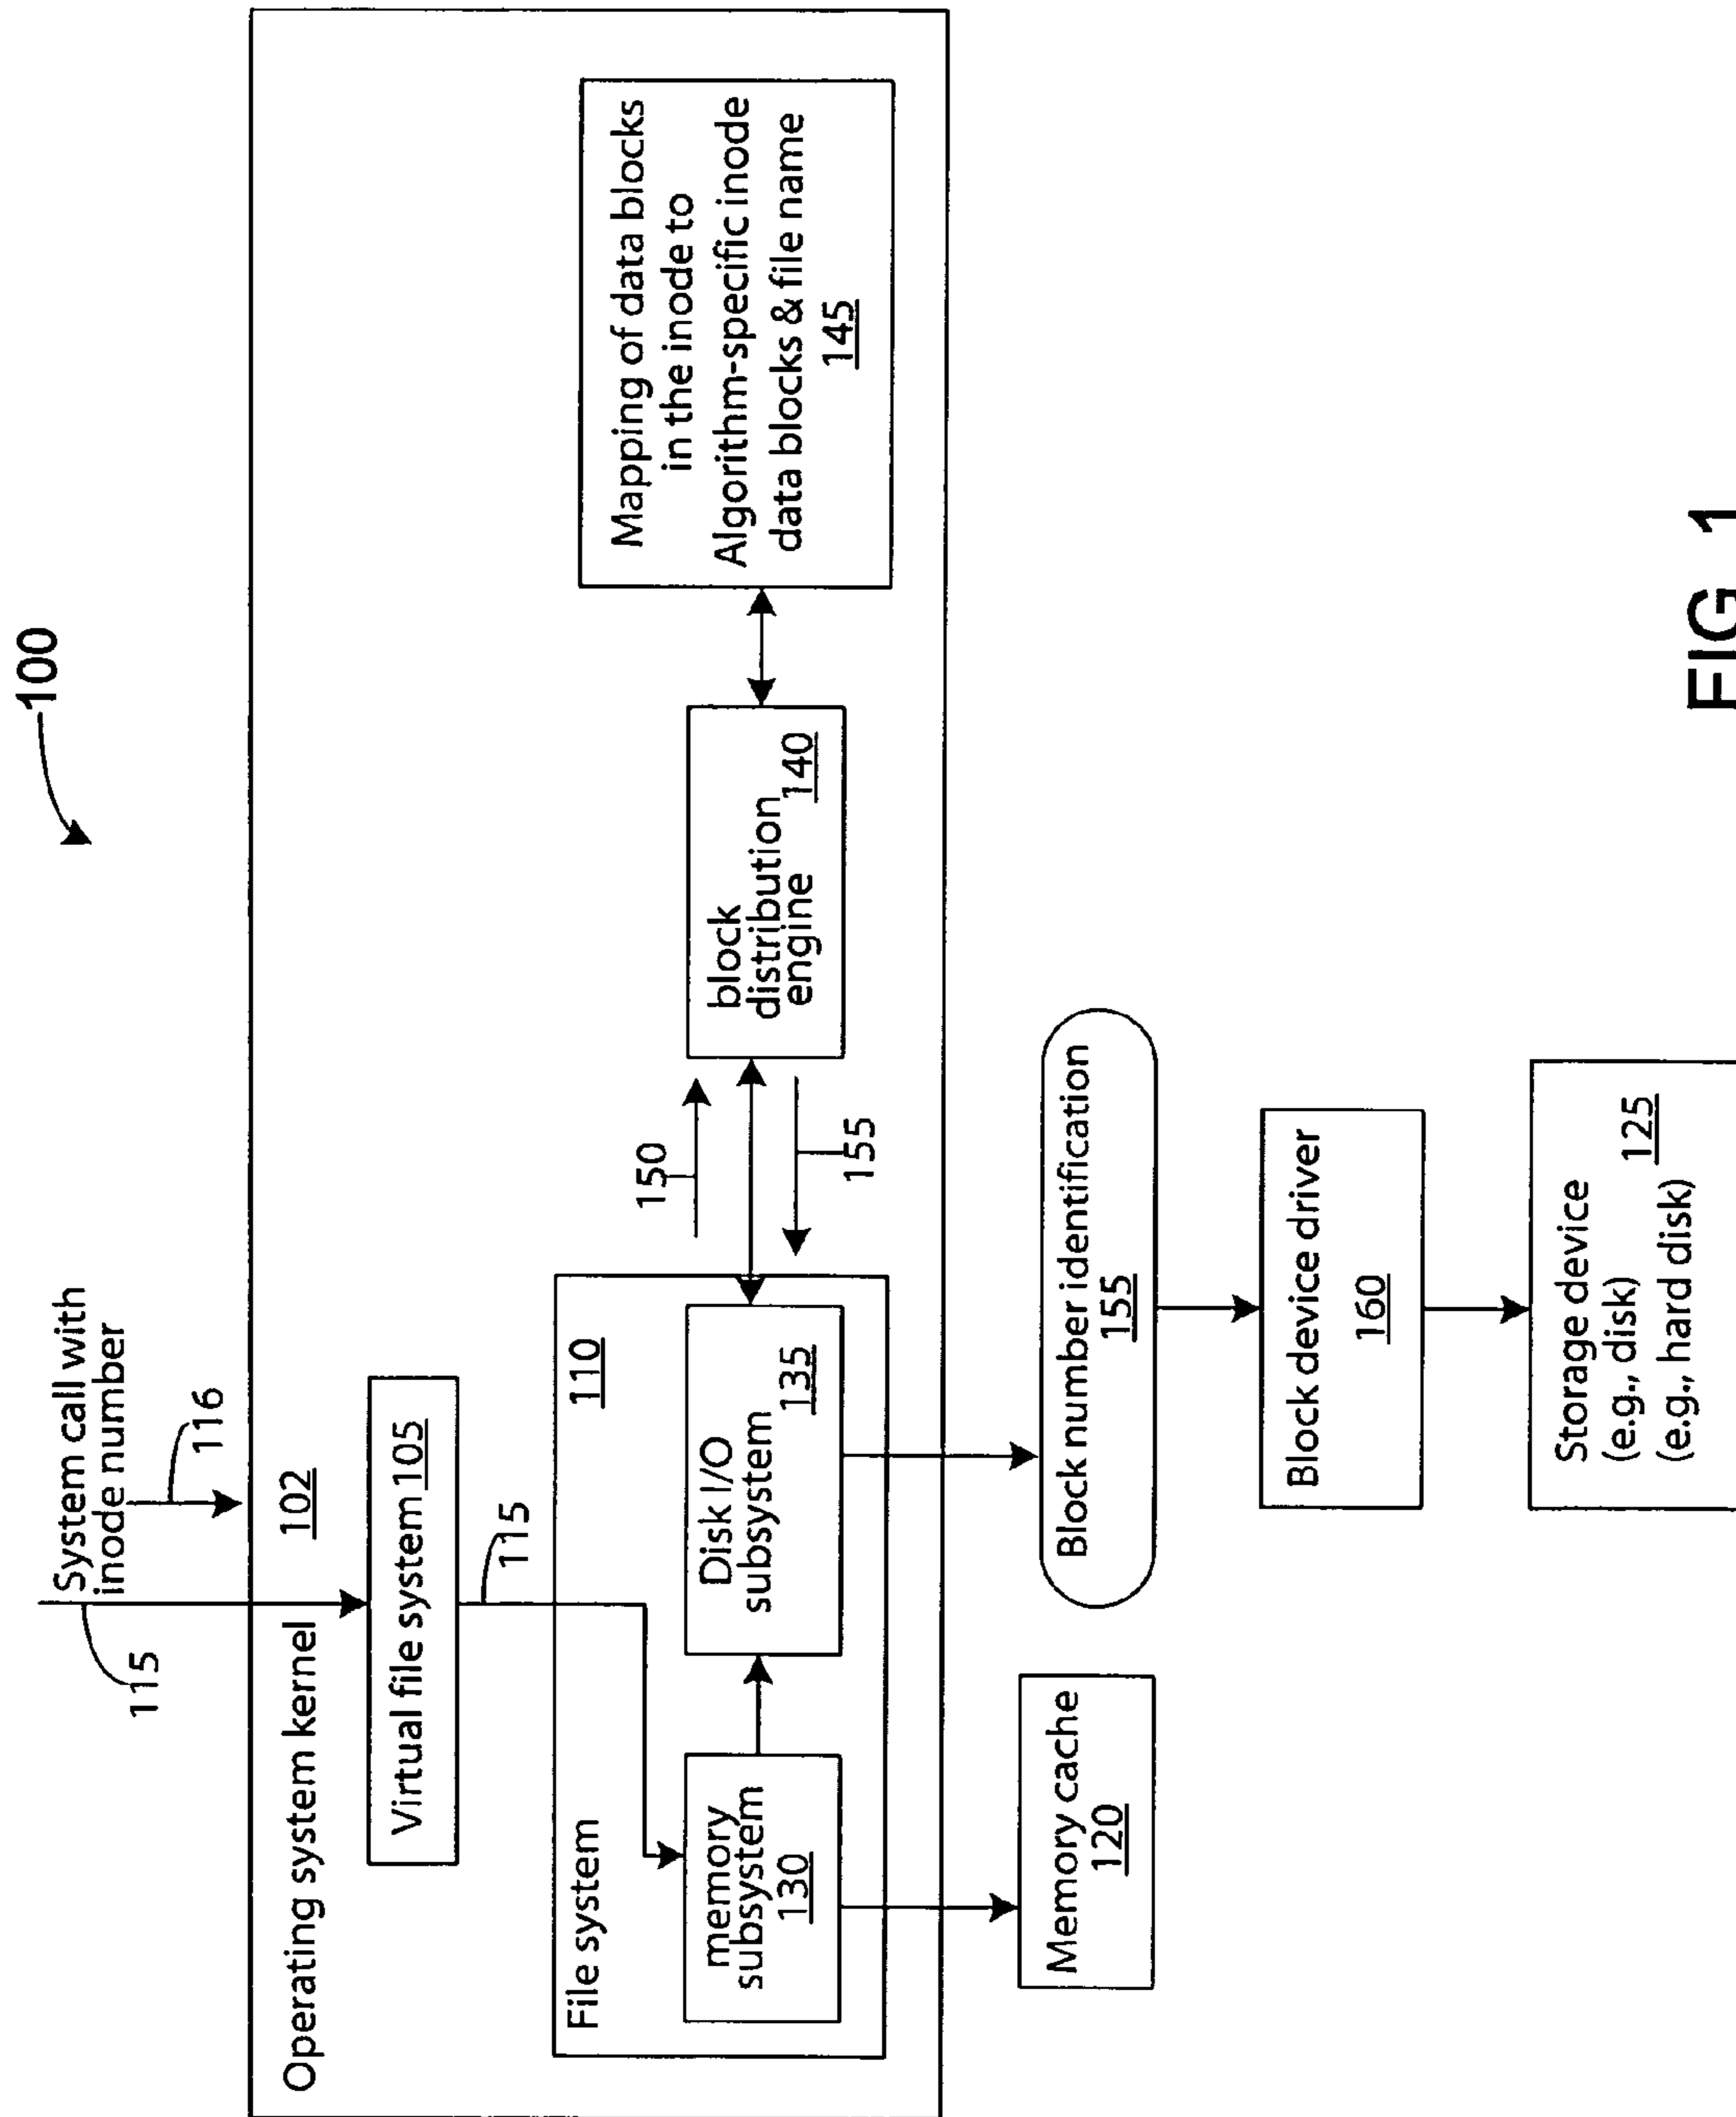 100
System call with
inode number
115
116
Operating system kernel
102
Virtual file system 105
115
File system
110
memory
subsystem
130
Disk I/O
subsystem
135
150
155
block
distribution
engine
140
Mapping of data blocks
in the inode to
Algorithm-specific inode
data blocks & file name
145
Memory cache
120
Block number identification
155
Block device driver
160
Storage device
(e.g., disk)
125
(e.g., hard disk)
FIG. 1